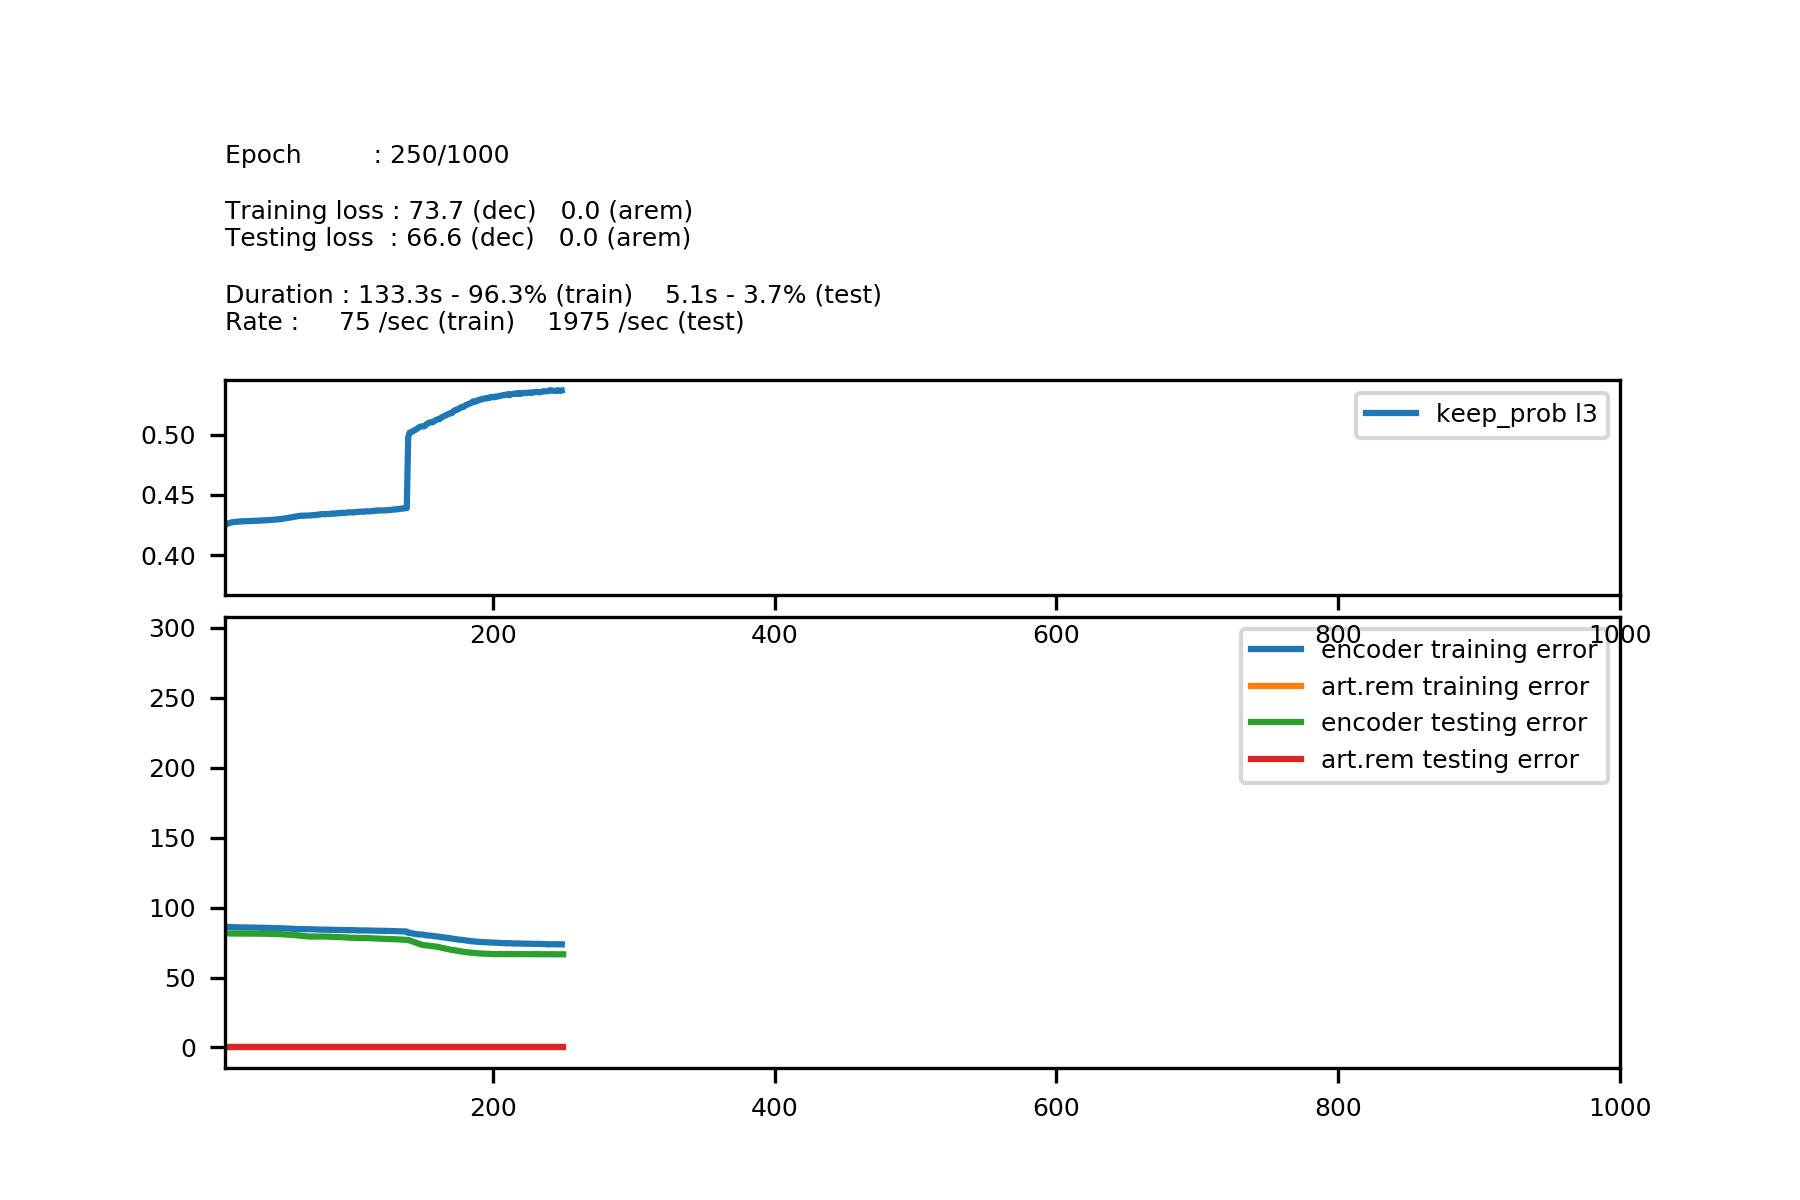 Epoch : 250/1000
Training loss : 73.7 (dec) 0.0 (arem)
Testing loss : 66.6 (dec) 0.0 (arem)
Duration : 133.3s - 96.3% (train) 5.1s - 3.7% (test)
Rate : 75 /sec (train) 1975 /sec (test)
keep_prob l3
0.50
0.45
0.40
200 400 600 800 1000
300
250
200
150
100
50
0
encoder training error
art.rem training error
encoder testing error
art.rem testing error
200 400 600 800 1000